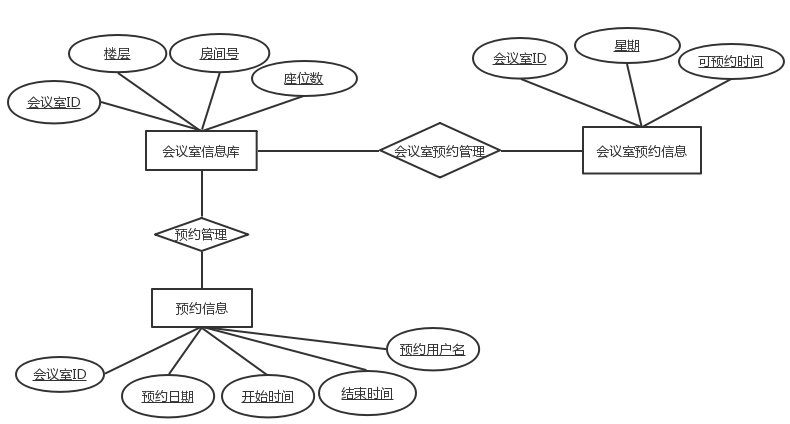 楼层
房间号
座位数
会议室ID
会议室信息库
会议室ID
星期
可预约时间
会议室预约管理
会议室预约信息
预约管理
预约信息
会议室ID
预约日期
开始时间
结束时间
预约用户名